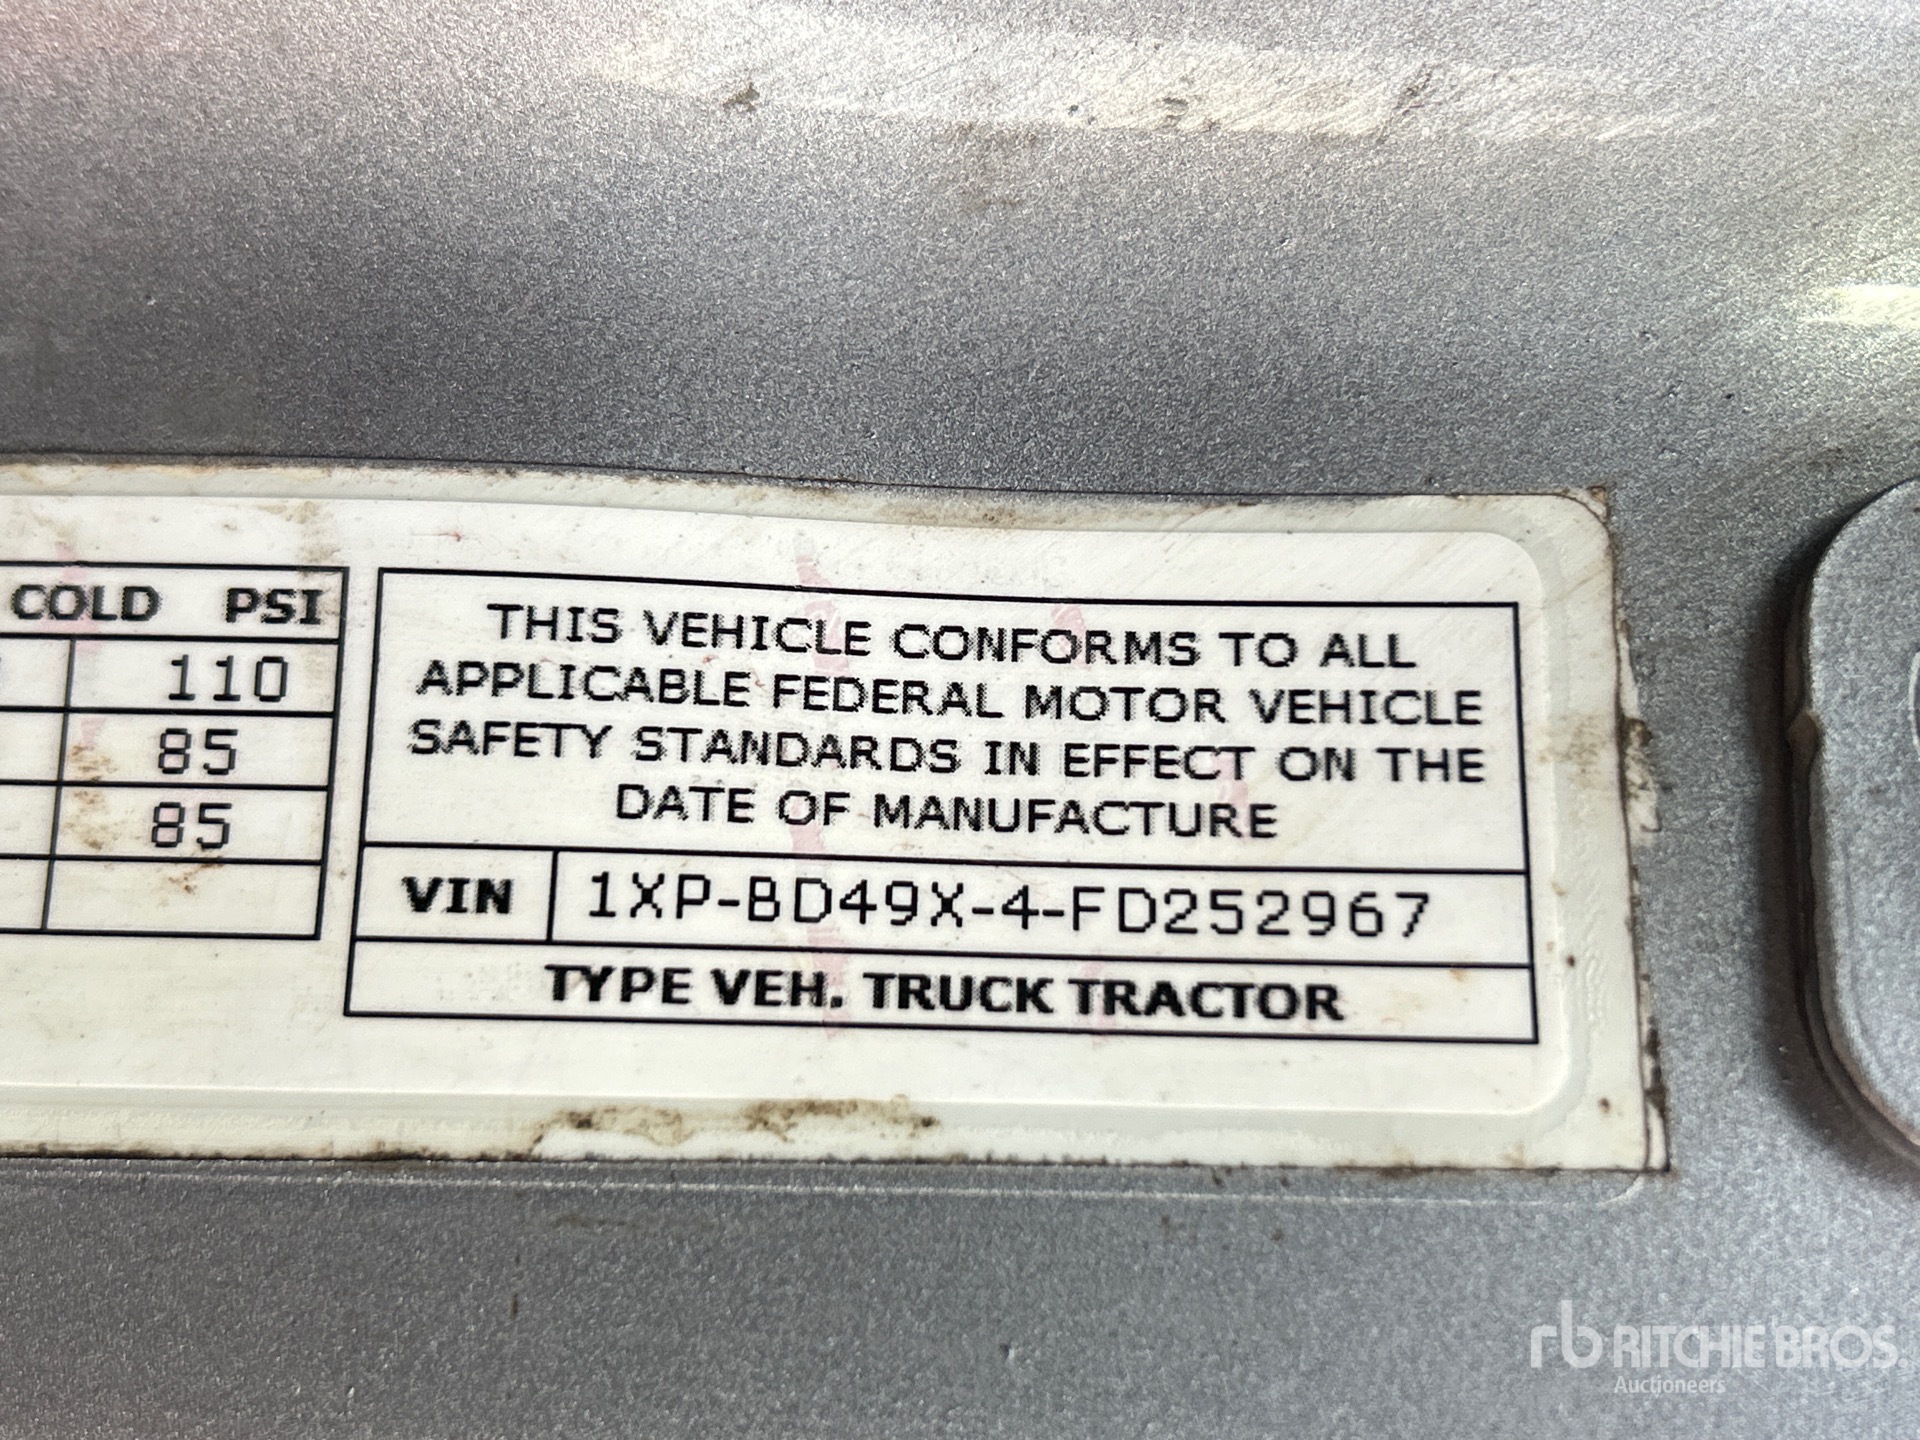 COLD PSI
110
85
85
THIS VEHICLE CONFORMS TO ALL
APPLICABLE FEDERAL MOTOR VEHICLE
SAFETY STANDARDS IN EFFECT ON THE
DATE OF MANUFACTURE
VIN 1XP-BD49X-4-FD252967
TYPE VEH. TRUCK TRACTOR
rb RITCHIE BROS.
Auctioneers